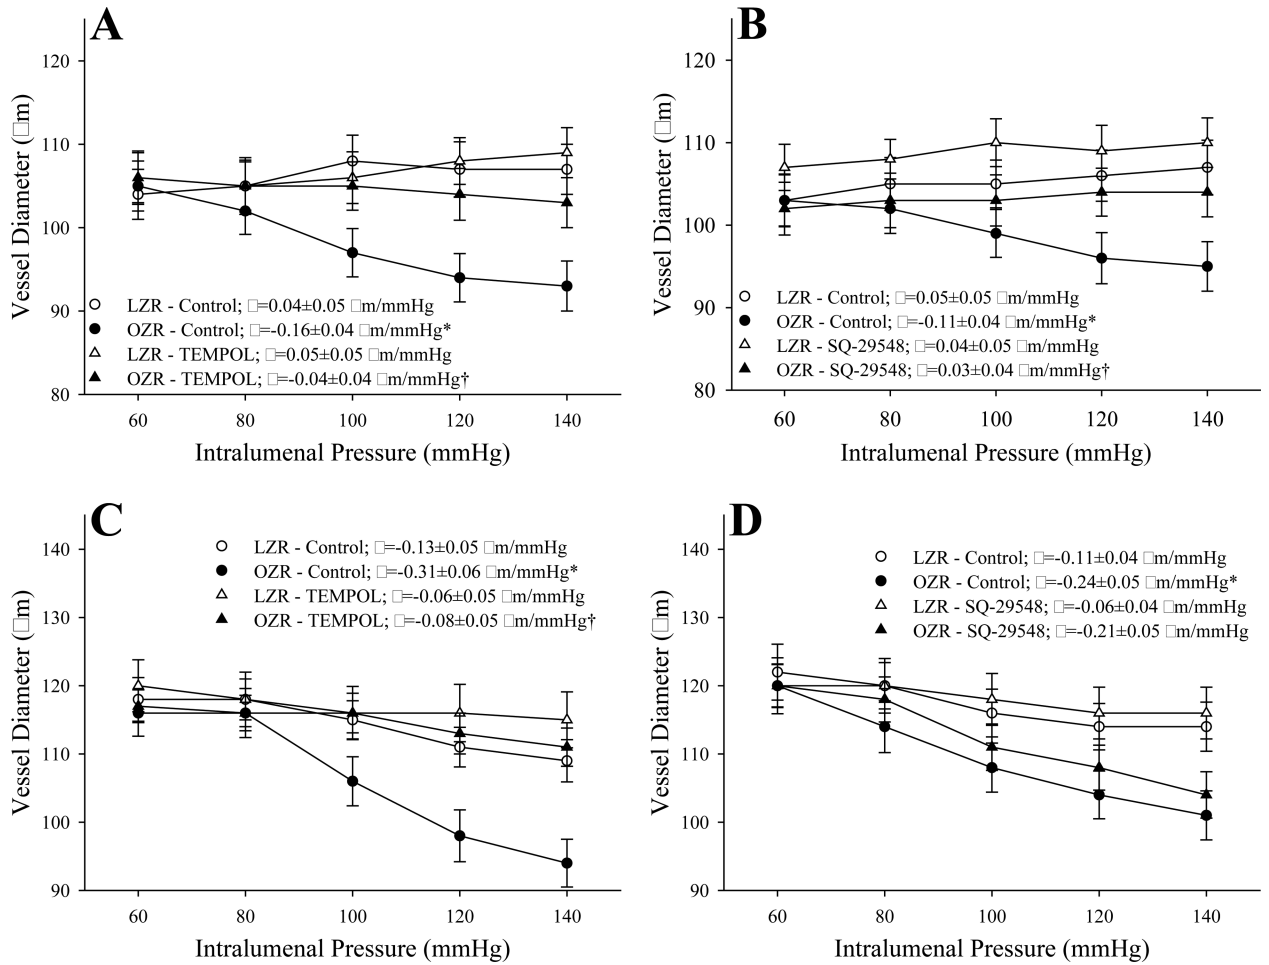 A
120
110
100
90
80
Vessel Diameter (□m)
LZR - Control; □=0.04±0.05 □m/mmHg
OZR - Control; □=-0.16±0.04 □m/mmHg*
LZR - TEMPOL; □=0.05±0.05 □m/mmHg
OZR - TEMPOL; □=-0.04±0.04 □m/mmHg†
60 80 100 120 140
Intralumenal Pressure (mmHg)
B
120
110
100
90
80
Vessel Diameter (□m)
LZR - Control; □=0.05±0.05 □m/mmHg
OZR - Control; □=-0.11±0.04 □m/mmHg*
LZR - SQ-29548; □=0.04±0.05 □m/mmHg
OZR - SQ-29548; □=0.03±0.04 □m/mmHg†
60 80 100 120 140
Intralumenal Pressure (mmHg)
C
140
130
120
110
100
90
Vessel Diameter (□m)
LZR - Control; □=-0.13±0.05 □m/mmHg
OZR - Control; □=-0.31±0.06 □m/mmHg*
LZR - TEMPOL; □=-0.06±0.05 □m/mmHg
OZR - TEMPOL; □=-0.08±0.05 □m/mmHg†
60 80 100 120 140
Intralumenal Pressure (mmHg)
D
140
130
120
110
100
90
Vessel Diameter (□m)
LZR - Control; □=-0.11±0.04 □m/mmHg
OZR - Control; □=-0.24±0.05 □m/mmHg*
LZR - SQ-29548; □=-0.06±0.04 □m/mmHg
OZR - SQ-29548; □=-0.21±0.05 □m/mmHg
60 80 100 120 140
Intralumenal Pressure (mmHg)